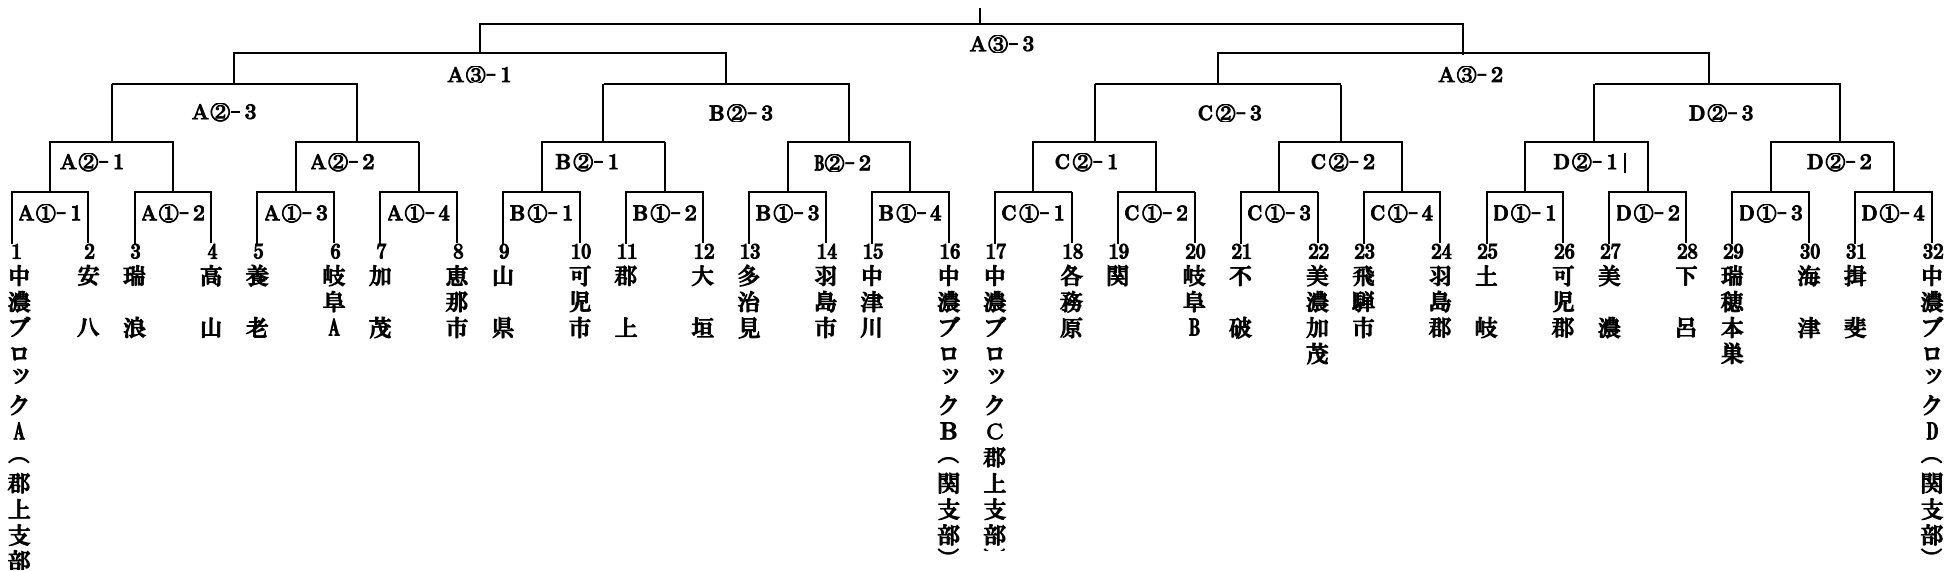 A③-3
A③-1
A③-2
A②-3
B②-3
C②-3
D②-3
A②-1
A②-2
B②-1
B②-2
C②-1
C②-2
D②-1
D②-2
A①-1
A①-2
A①-3
A①-4
B①-1
B①-2
B①-3
B①-4
C①-1
C①-2
C①-3
C①-4
D①-1
D①-2
D①-3
D①-4
1
中濃ブロックA(郡上支部
2
安八
3
瑞浪
4
高山
5
養老
6
岐阜A
7
加茂
8
恵那市
9
山県
10
可児市
11
郡上
12
大垣
13
多治見
14
羽島市
15
中津川
16
中濃ブロックB(関支部)
17
中濃ブロックC郡上支部)
18
各務原
19
関
20
岐阜B
21
不破
22
美濃加茂
23
飛騨市
24
羽島郡
25
土岐
26
可児郡
27
美濃
28
下呂
29
瑞穂本巣
30
海津
31
揖斐
32
中濃ブロックD(関支部)